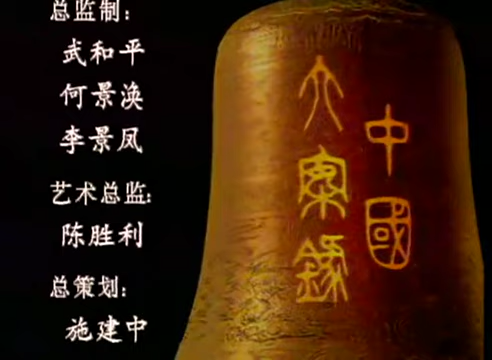 总监制：
武和平
何景涣
李景凤
艺术总监：
陈胜利
总策划：
施建中
中國
大案錄